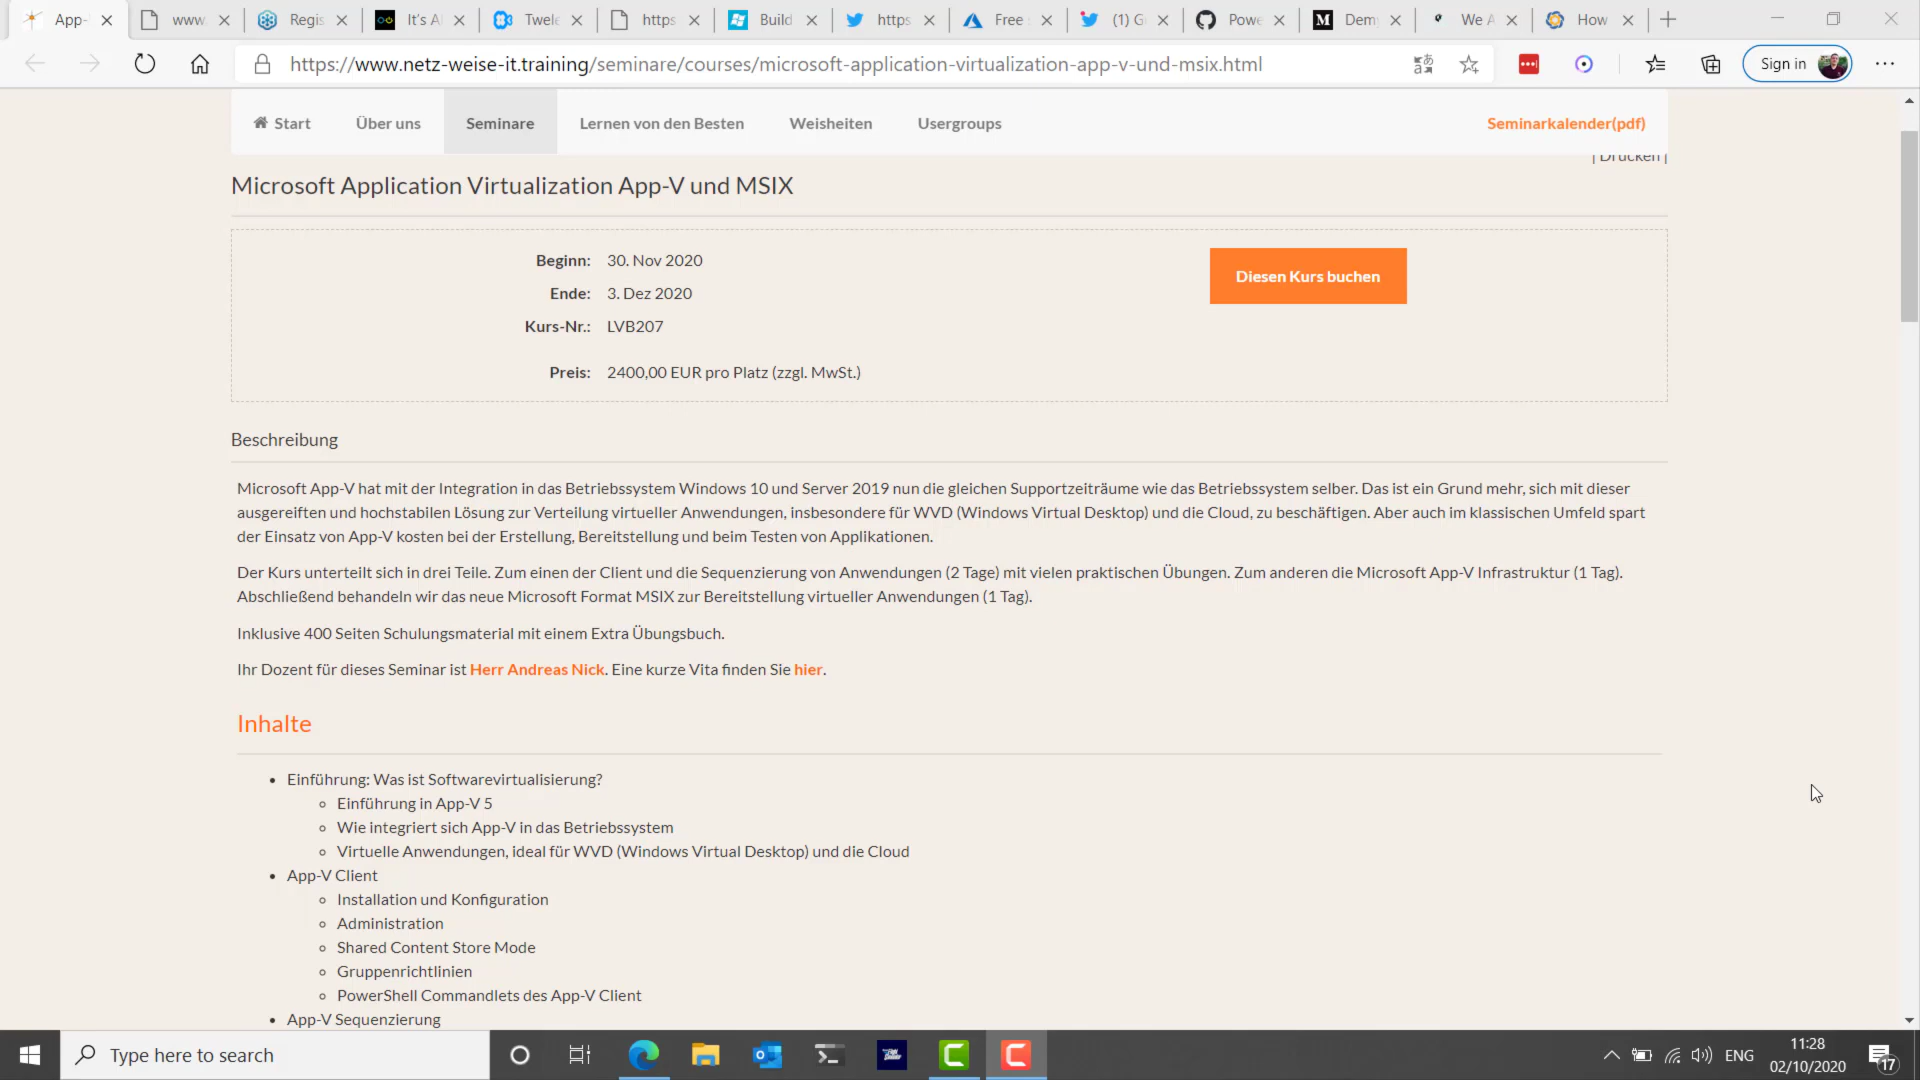 App-
www.
Regis
It's A
Twele
https
Build
https
Free
(1) G
Powe
Dem
We A
How
https://www.netz-weise-it.training/seminare/courses/microsoft-application-virtualization-app-v-und-msix.html
Sign in
Start
Über uns
Seminare
Lernen von den Besten
Weisheiten
Usergroups
Seminarkalender(pdf)
| Drucken |
Microsoft Application Virtualization App-V und MSIX
Beginn: 30. Nov 2020
Ende: 3. Dez 2020
Kurs-Nr.: LVB207
Preis: 2400,00 EUR pro Platz (zzgl. MwSt.)
Diesen Kurs buchen
Beschreibung
Microsoft App-V hat mit der Integration in das Betriebssystem Windows 10 und Server 2019 nun die gleichen Supportzeiträume wie das Betriebssystem selber. Das ist ein Grund mehr, sich mit dieser
ausgereiften und hochstabilen Lösung zur Verteilung virtueller Anwendungen, insbesondere für WVD (Windows Virtual Desktop) und die Cloud, zu beschäftigen. Aber auch im klassischen Umfeld spart
der Einsatz von App-V kosten bei der Erstellung, Bereitstellung und beim Testen von Applikationen.
Der Kurs unterteilt sich in drei Teile. Zum einen der Client und die Sequenzierung von Anwendungen (2 Tage) mit vielen praktischen Übungen. Zum anderen die Microsoft App-V Infrastruktur (1 Tag).
Abschließend behandeln wir das neue Microsoft Format MSIX zur Bereitstellung virtueller Anwendungen (1 Tag).
Inklusive 400 Seiten Schulungsmaterial mit einem Extra Übungsbuch.
Ihr Dozent für dieses Seminar ist Herr Andreas Nick. Eine kurze Vita finden Sie hier.
Inhalte
• Einführung: Was ist Softwarevirtualisierung?
◦ Einführung in App-V 5
◦ Wie integriert sich App-V in das Betriebssystem
◦ Virtuelle Anwendungen, ideal für WVD (Windows Virtual Desktop) und die Cloud
• App-V Client
◦ Installation und Konfiguration
◦ Administration
◦ Shared Content Store Mode
◦ Gruppenrichtlinien
◦ PowerShell Commandlets des App-V Client
• App-V Sequenzierung
Type here to search
ENG
11:28
02/10/2020
17